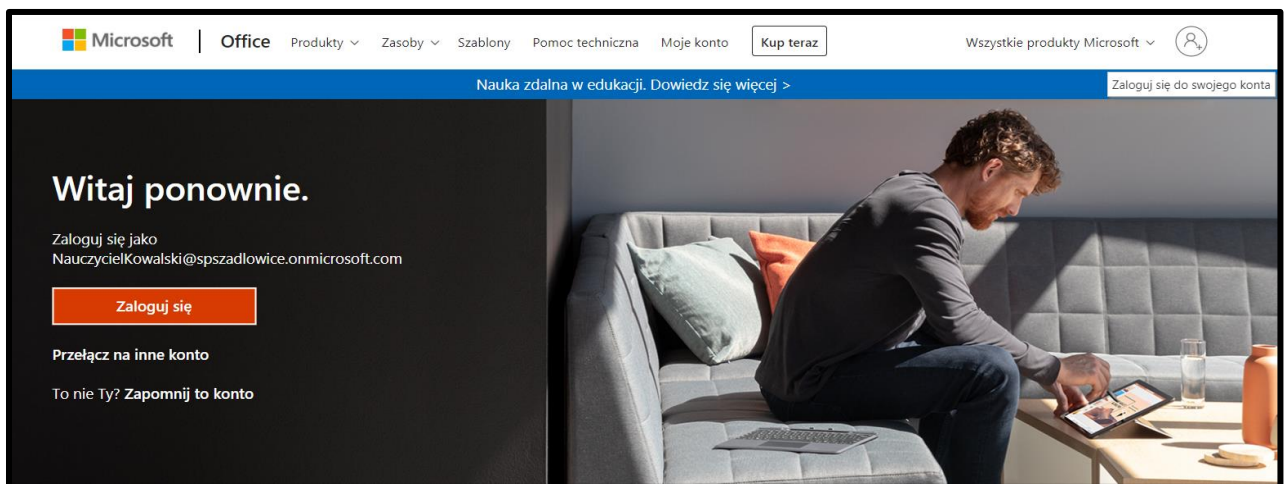 Microsoft | Office Produkty Zasoby Szablony Pomoc techniczna Moje konto Kup teraz Wszystkie produkty Microsoft
Nauka zdalna w edukacji. Dowiedz się więcej >
Zaloguj się do swojego konta
Witaj ponownie.
Zaloguj się jako
NauczycielKowalski@spszadlowice.onmicrosoft.com
Zaloguj się
Przełącz na inne konto
To nie Ty? Zapomnij to konto